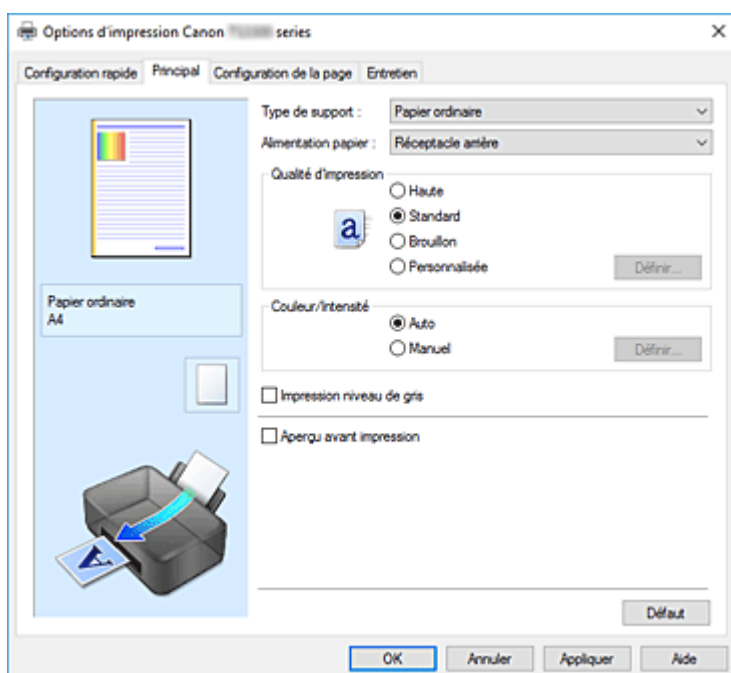 Options d'impression Canon series
Configuration rapide Principal Configuration de la page Entretien
Type de support : Papier ordinaire
Alimentation papier : Réceptacle arrière
Qualité d'impression
Haute
a Standard
Brouillon
Personnalisée Définir...
Papier ordinaire
A4
Couleur/Intensité
Auto
Manuel Définir...
Impression niveau de gris
Aperçu avant impression
A
Défaut
OK Annuler Appliquer Aide